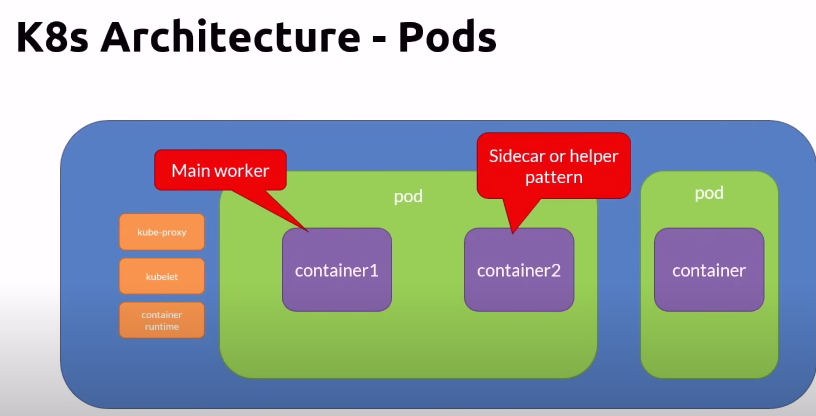 K8s Architecture - Pods
Main worker
Sidecar or helper
pattern
pod
pod
kube-proxy
kubelet
container
runtime
container1
container2
container